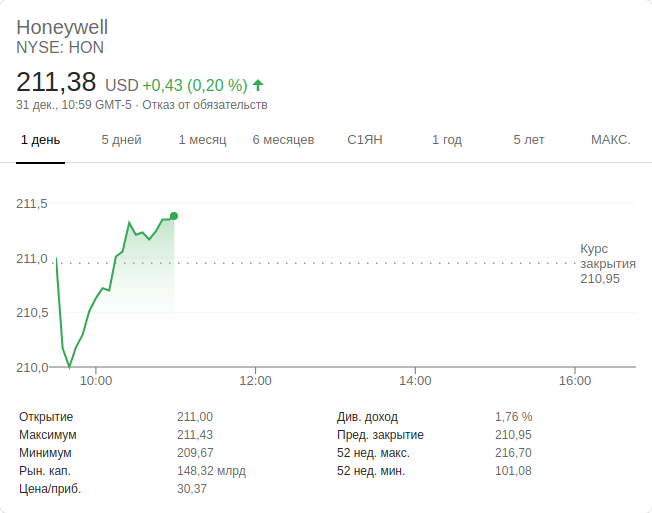 Honeywell
NYSE: HON
211,38 USD +0,43 (0,20 %)
31 дек., 10:59 GMT-5 · Отказ от обязательств
1 день 5 дней 1 месяц 6 месяцев С1ЯН 1 год 5 лет МАКС.
211,5
211,0
210,5
210,0
Курс
закрытия
210,95
10:00 12:00 14:00 16:00
Открытие 211,00 Див. доход 1,76 %
Максимум 211,43 Пред. закрытие 210,95
Минимум 209,67 52 нед. макс. 216,70
Рын. кап. 148,32 млрд 52 нед. мин. 101,08
Цена/приб. 30,37